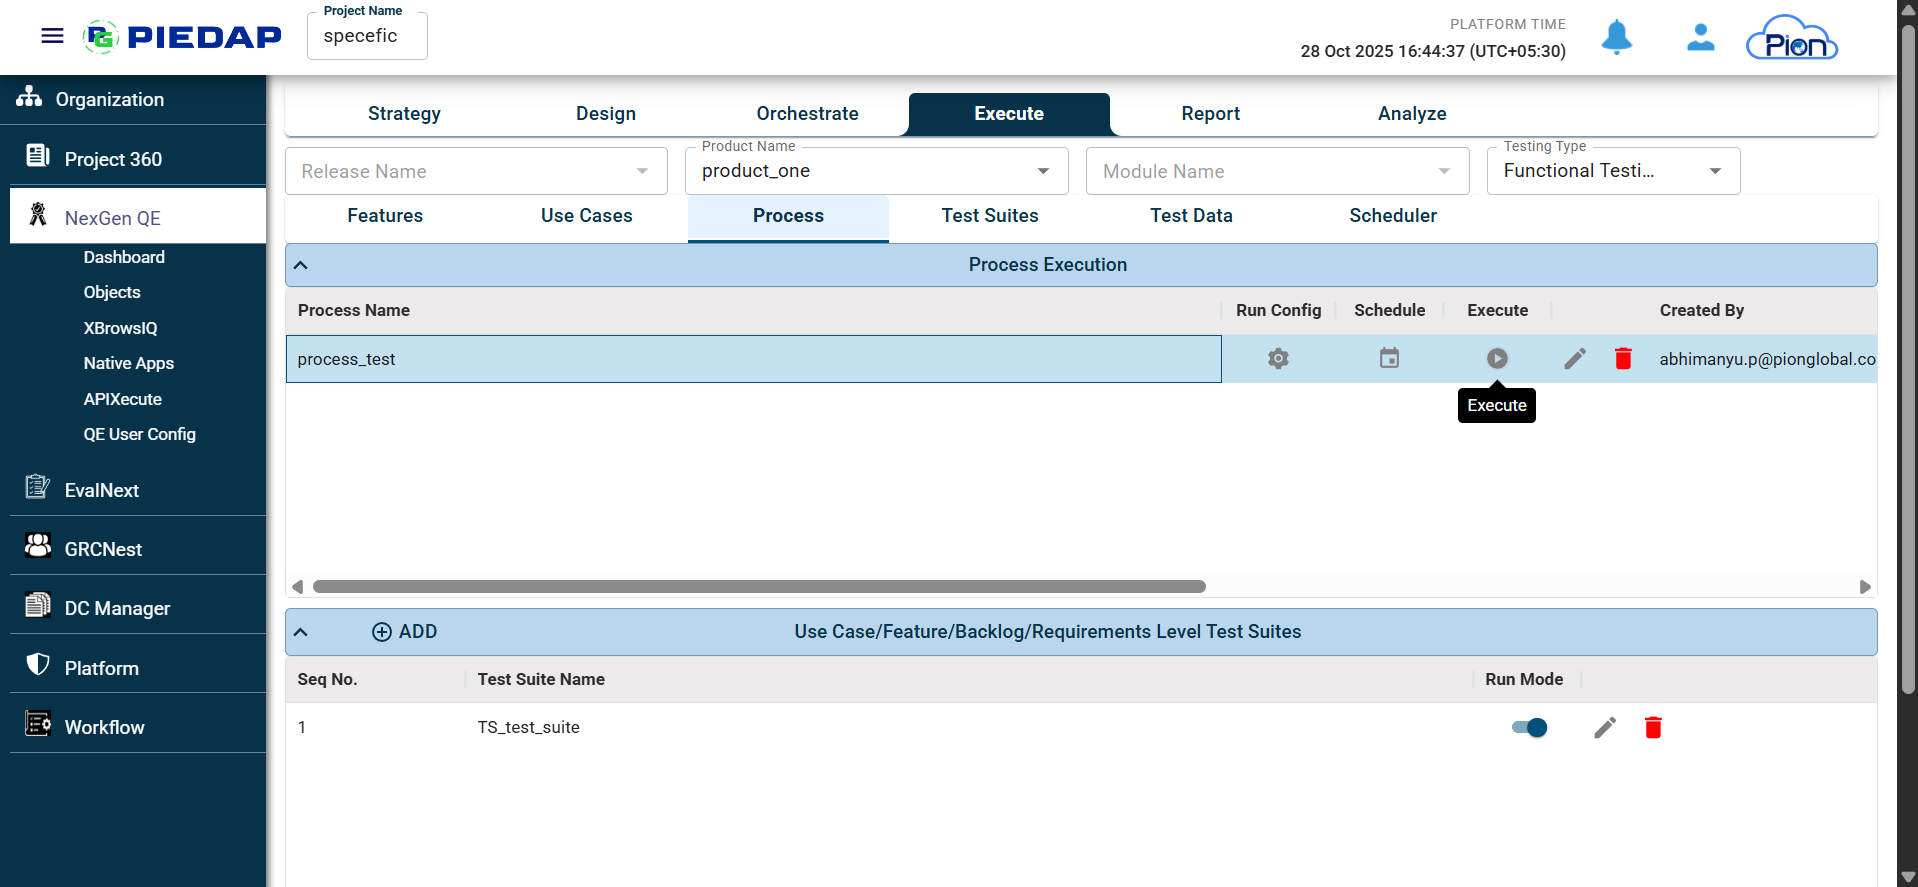 PIEDAP
Project Name
specefic
PLATFORM TIME
28 Oct 2025 16:44:37 (UTC+05:30)
Pion
Organization
Project 360
NexGen QE
Dashboard
Objects
XBrowsIQ
Native Apps
APIXecute
QE User Config
EvalNext
GRCNest
DC Manager
Platform
Workflow
Strategy
Design
Orchestrate
Execute
Report
Analyze
Release Name
Product Name
product_one
Module Name
Testing Type
Functional Testi...
Features
Use Cases
Process
Test Suites
Test Data
Scheduler
Process Execution
Process Name
Run Config
Schedule
Execute
Created By
process_test
abhimanyu.p@pionglobal.co
Execute
ADD
Use Case/Feature/Backlog/Requirements Level Test Suites
Seq No.
Test Suite Name
Run Mode
1
TS_test_suite